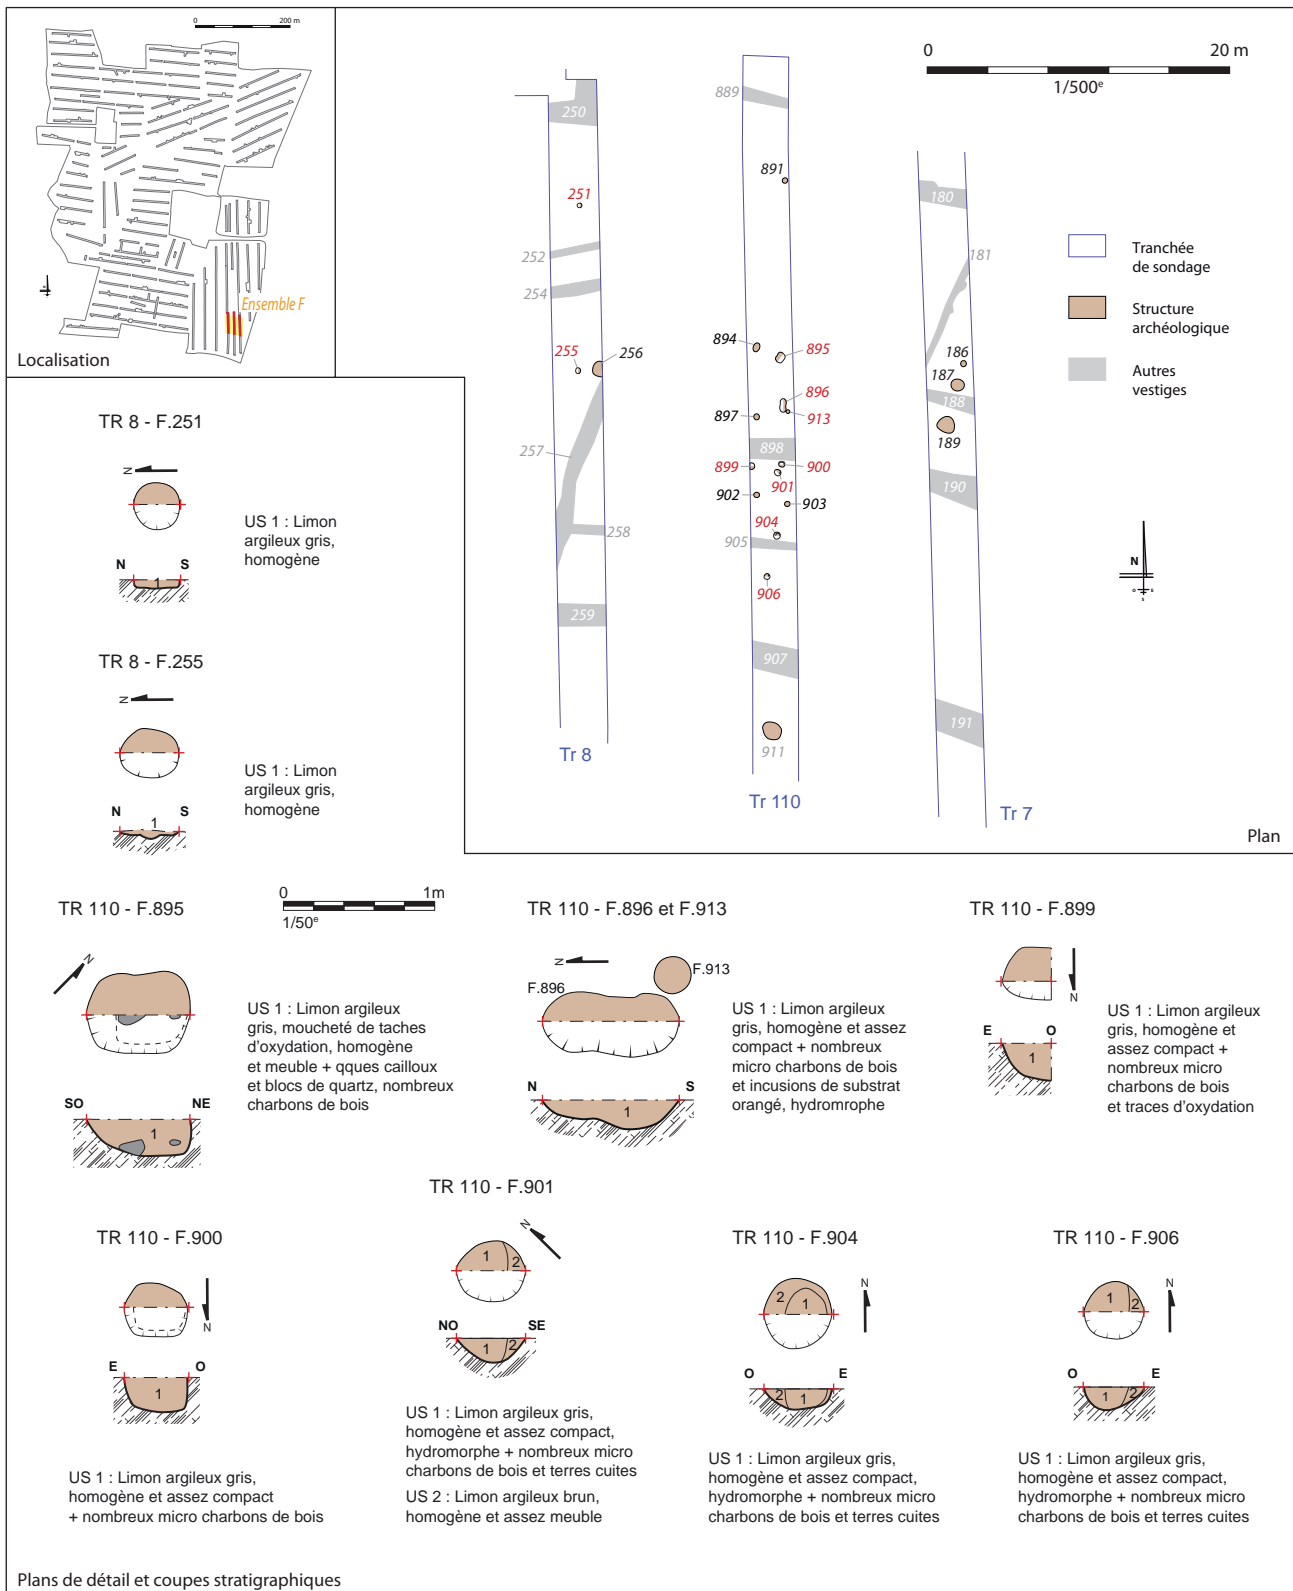 0 200 m
Ensemble F
N
Localisation
0 20 m
1/500e
889
250
891
251
180
252
181
254
894
895
256
255
186
187
896
188
897
913
189
257
898
899
900
901
190
902
903
904
258
905
906
259
907
191
911
Tr 8
Tr 110
Tr 7
Tranchée
de sondage
Structure
archéologique
Autres
vestiges
N
Plan
TR 8 - F.251
N
US 1 : Limon
argileux gris,
homogène
N S
1
TR 8 - F.255
N
US 1 : Limon
argileux gris,
homogène
N S
1
TR 110 - F.895
0 1m
1/50e
N
US 1 : Limon argileux
gris, moucheté de taches
d'oxydation, homogène
et meuble + qques cailloux
et blocs de quartz, nombreux
charbons de bois
SO NE
1
TR 110 - F.896 et F.913
N
F.913
F.896
US 1 : Limon argileux
gris, homogène et assez
compact + nombreux
micro charbons de bois
et incusions de substrat
orangé, hydromrophe
N S
1
TR 110 - F.899
N
E O
1
US 1 : Limon argileux
gris, homogène et
assez compact +
nombreux micro
charbons de bois
et traces d'oxydation
TR 110 - F.900
N
E O
1
US 1 : Limon argileux gris,
homogène et assez compact
+ nombreux micro charbons de bois
TR 110 - F.901
N
1 2
NO SE
1 2
US 1 : Limon argileux gris,
homogène et assez compact,
hydromorphe + nombreux micro
charbons de bois et terres cuites
US 2 : Limon argileux brun,
homogène et assez meuble
TR 110 - F.904
N
2 1
O E
2 1
US 1 : Limon argileux gris,
homogène et assez compact,
hydromorphe + nombreux micro
charbons de bois et terres cuites
TR 110 - F.906
N
1 2
O E
1 2
US 1 : Limon argileux gris,
homogène et assez compact,
hydromorphe + nombreux micro
charbons de bois et terres cuites
Plans de détail et coupes stratigraphiques